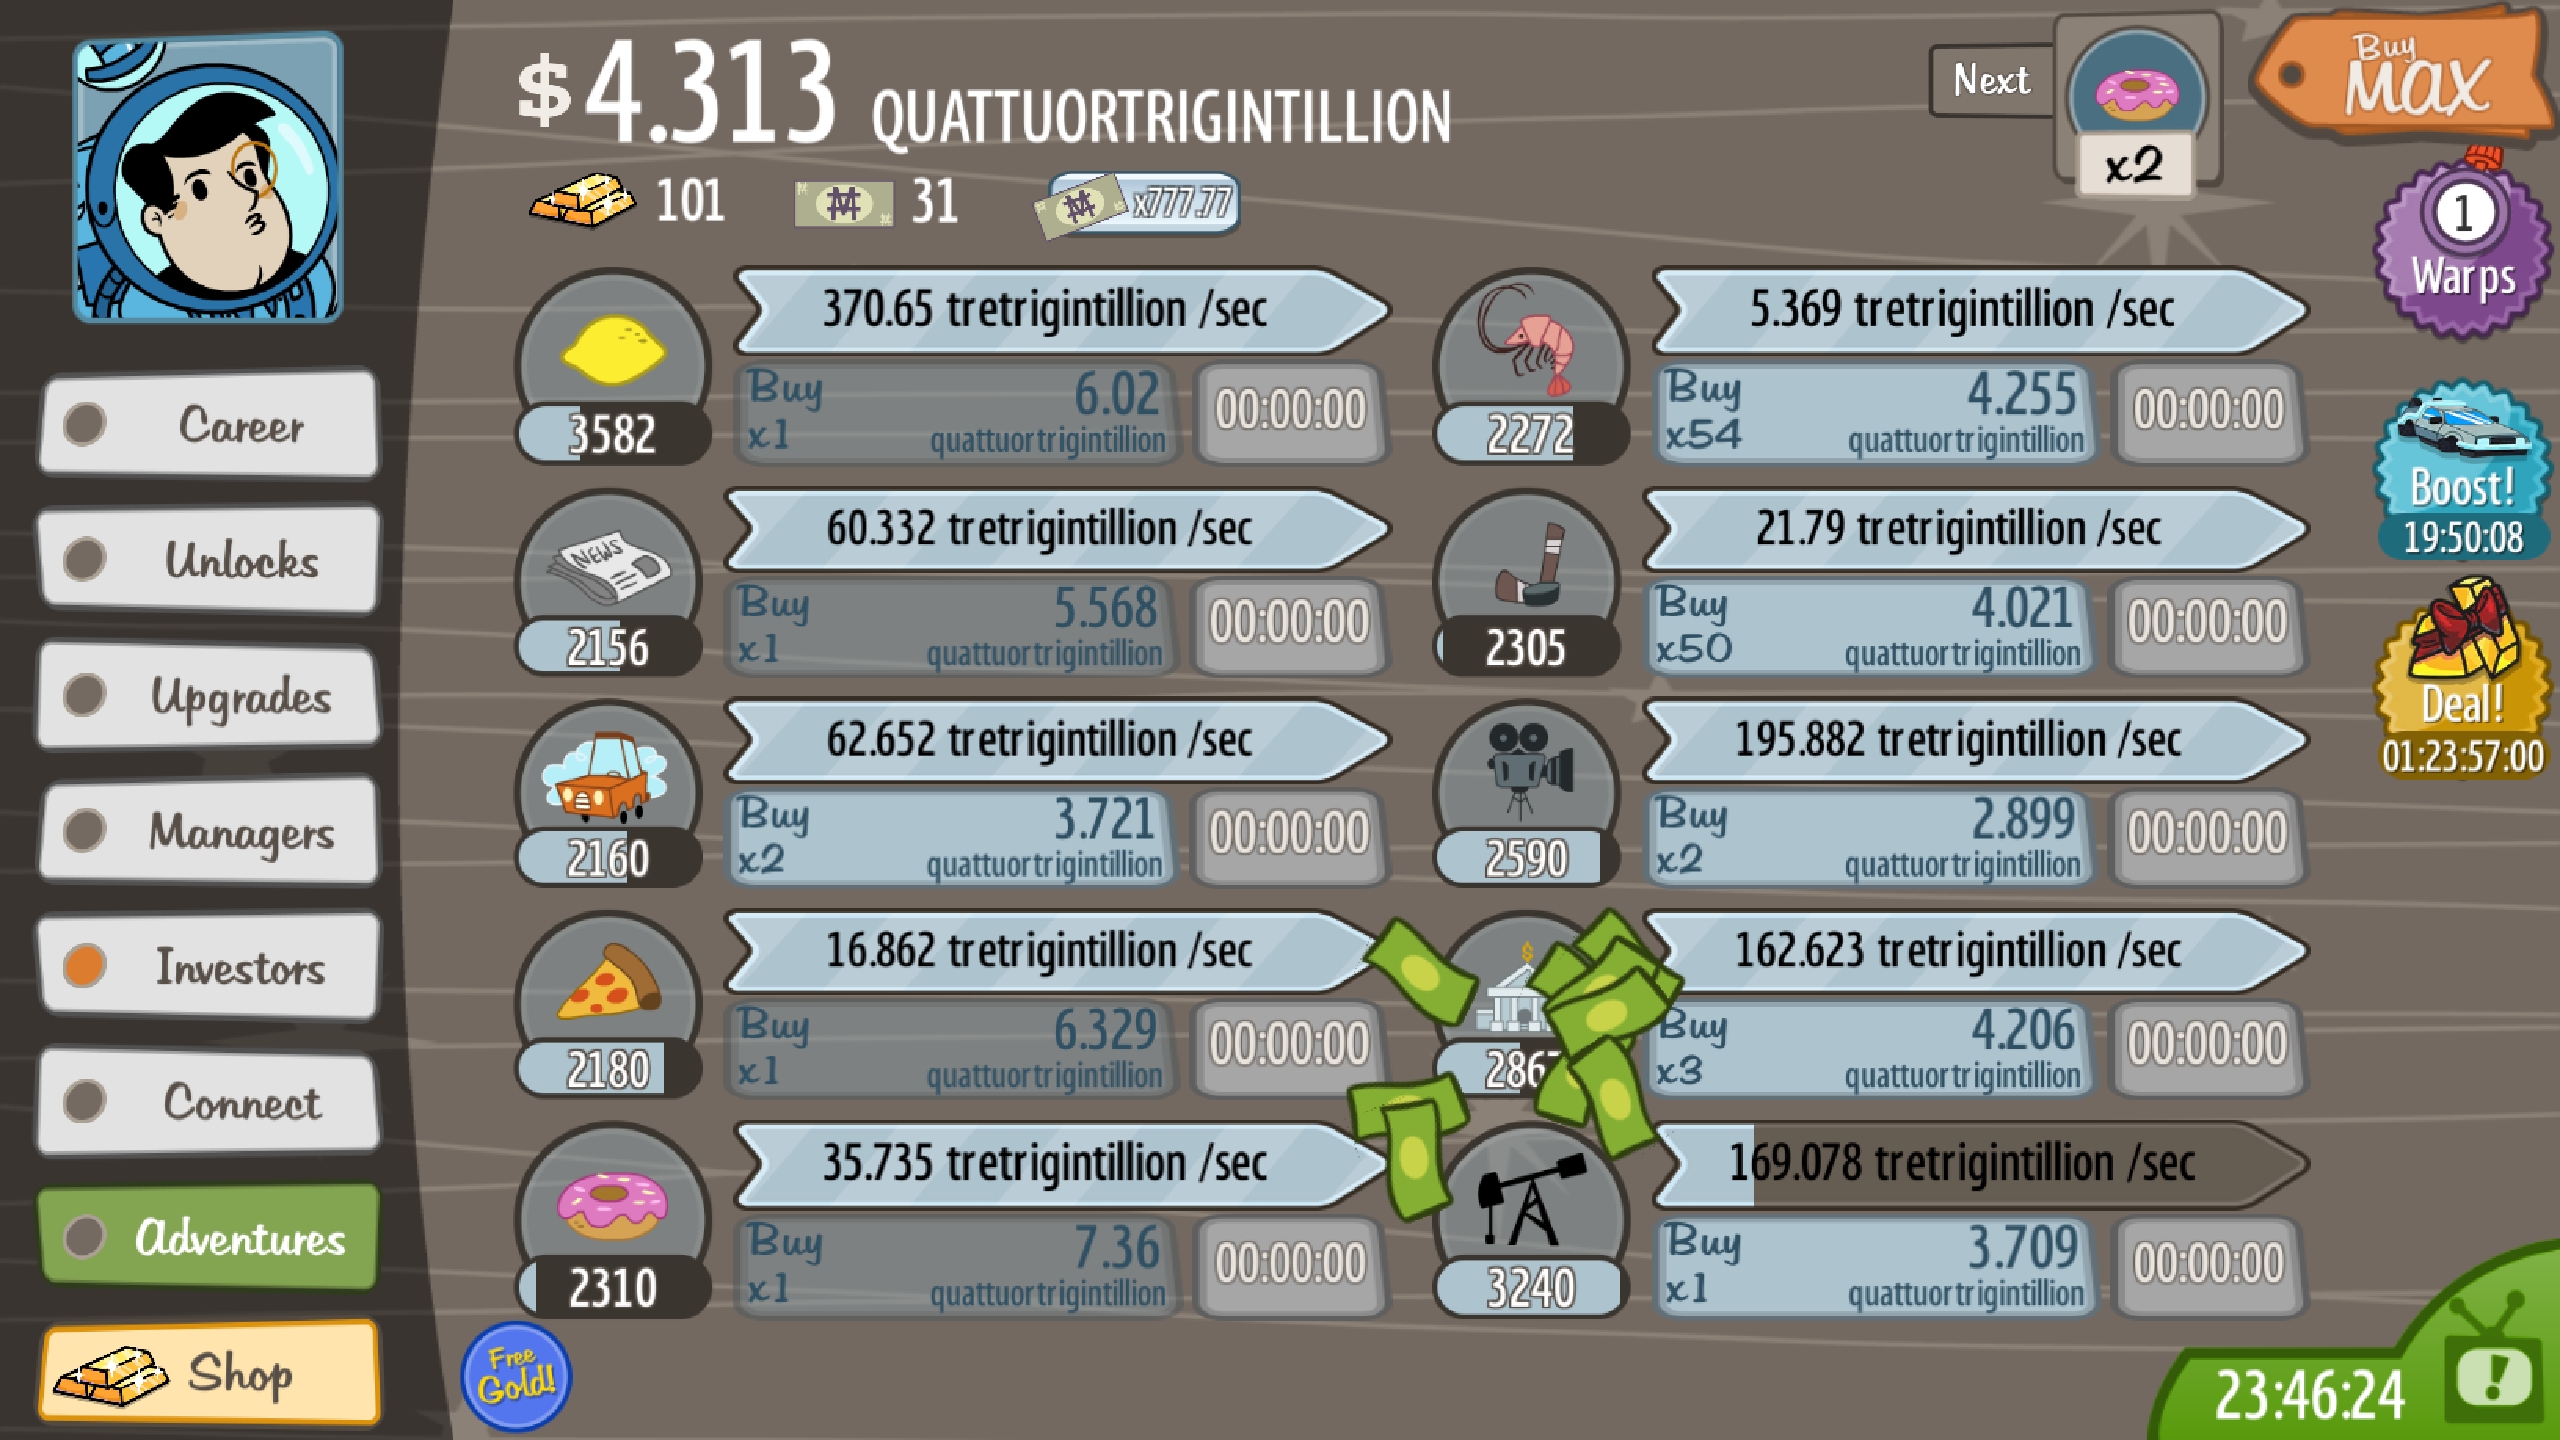 $4.313 QUATTUORTRIGINTILLION
101
31
x777.77
Next
x2
Buy
MAX
1
Warps
Boost!
19:50:08
Deal!
01:23:57:00
Career
Unlocks
Upgrades
Managers
Investors
Connect
Adventures
Shop
370.65 tretrigintillion /sec
3582
Buy 6.02
x1 quattuortrigintillion
00:00:00
NEWS
60.332 tretrigintillion /sec
2156
Buy 5.568
x1 quattuortrigintillion
00:00:00
62.652 tretrigintillion /sec
2160
Buy 3.721
x2 quattuortrigintillion
00:00:00
16.862 tretrigintillion /sec
2180
Buy 6.329
x1 quattuortrigintillion
00:00:00
35.735 tretrigintillion /sec
2310
Buy 7.36
x1 quattuortrigintillion
00:00:00
5.369 tretrigintillion /sec
2272
Buy 4.255
x54 quattuortrigintillion
00:00:00
21.79 tretrigintillion /sec
2305
Buy 4.021
x50 quattuortrigintillion
00:00:00
195.882 tretrigintillion /sec
2590
Buy 2.899
x2 quattuortrigintillion
00:00:00
162.623 tretrigintillion /sec
Buy 4.206
x3 quattuortrigintillion
00:00:00
169.078 tretrigintillion /sec
3240
Buy 3.709
x1 quattuortrigintillion
00:00:00
Free
Gold!
23:46:24